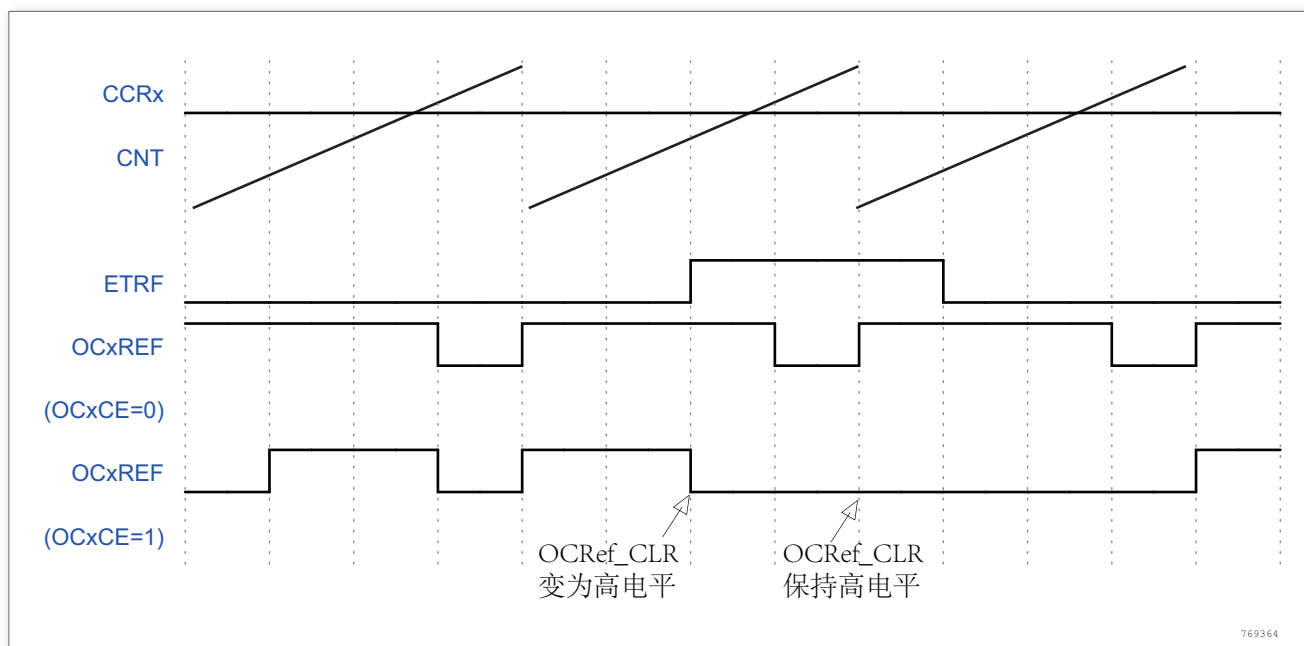 CCRx
CNT
ETRF
OCxREF
(OCxCE=0)
OCxREF
(OCxCE=1)
OCRef_CLR
变为高电平
OCRef_CLR
保持高电平
769364